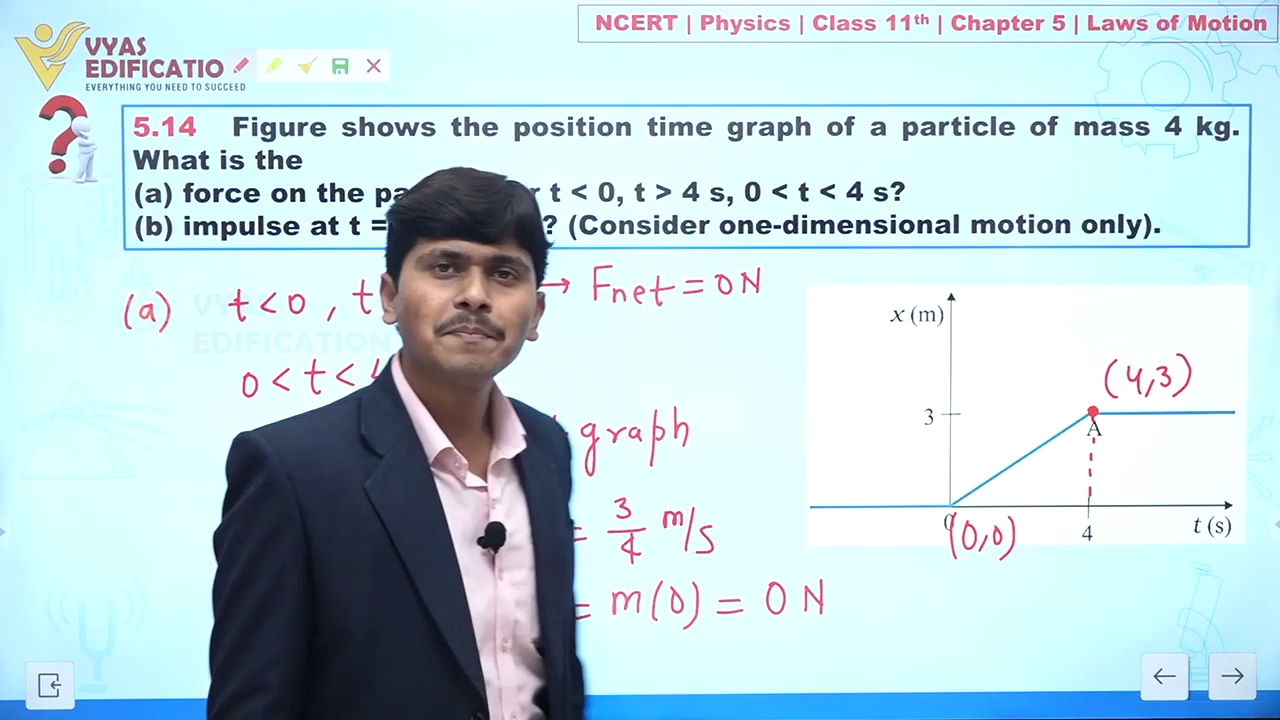 NCERT | Physics | Class 11th | Chapter 5 | Laws of Motion
VYAS
EDIFICATIO
EVERYTHING YOU NEED TO SUCCEED
5.14 Figure shows the position time graph of a particle of mass 4 kg.
What is the
(a) force on the t < 0, t > 4 s, 0 < t < 4 s?
(b) impulse at t = ? (Consider one-dimensional motion only).
(a) t < 0 , t → Fnet = 0 N
0 < t <
graph
= 3/4 m/s
= m(0) = 0 N
VYAS
EDIFICATION
x (m)
(4,3)
3
A
0
(0,0)
4
t (s)